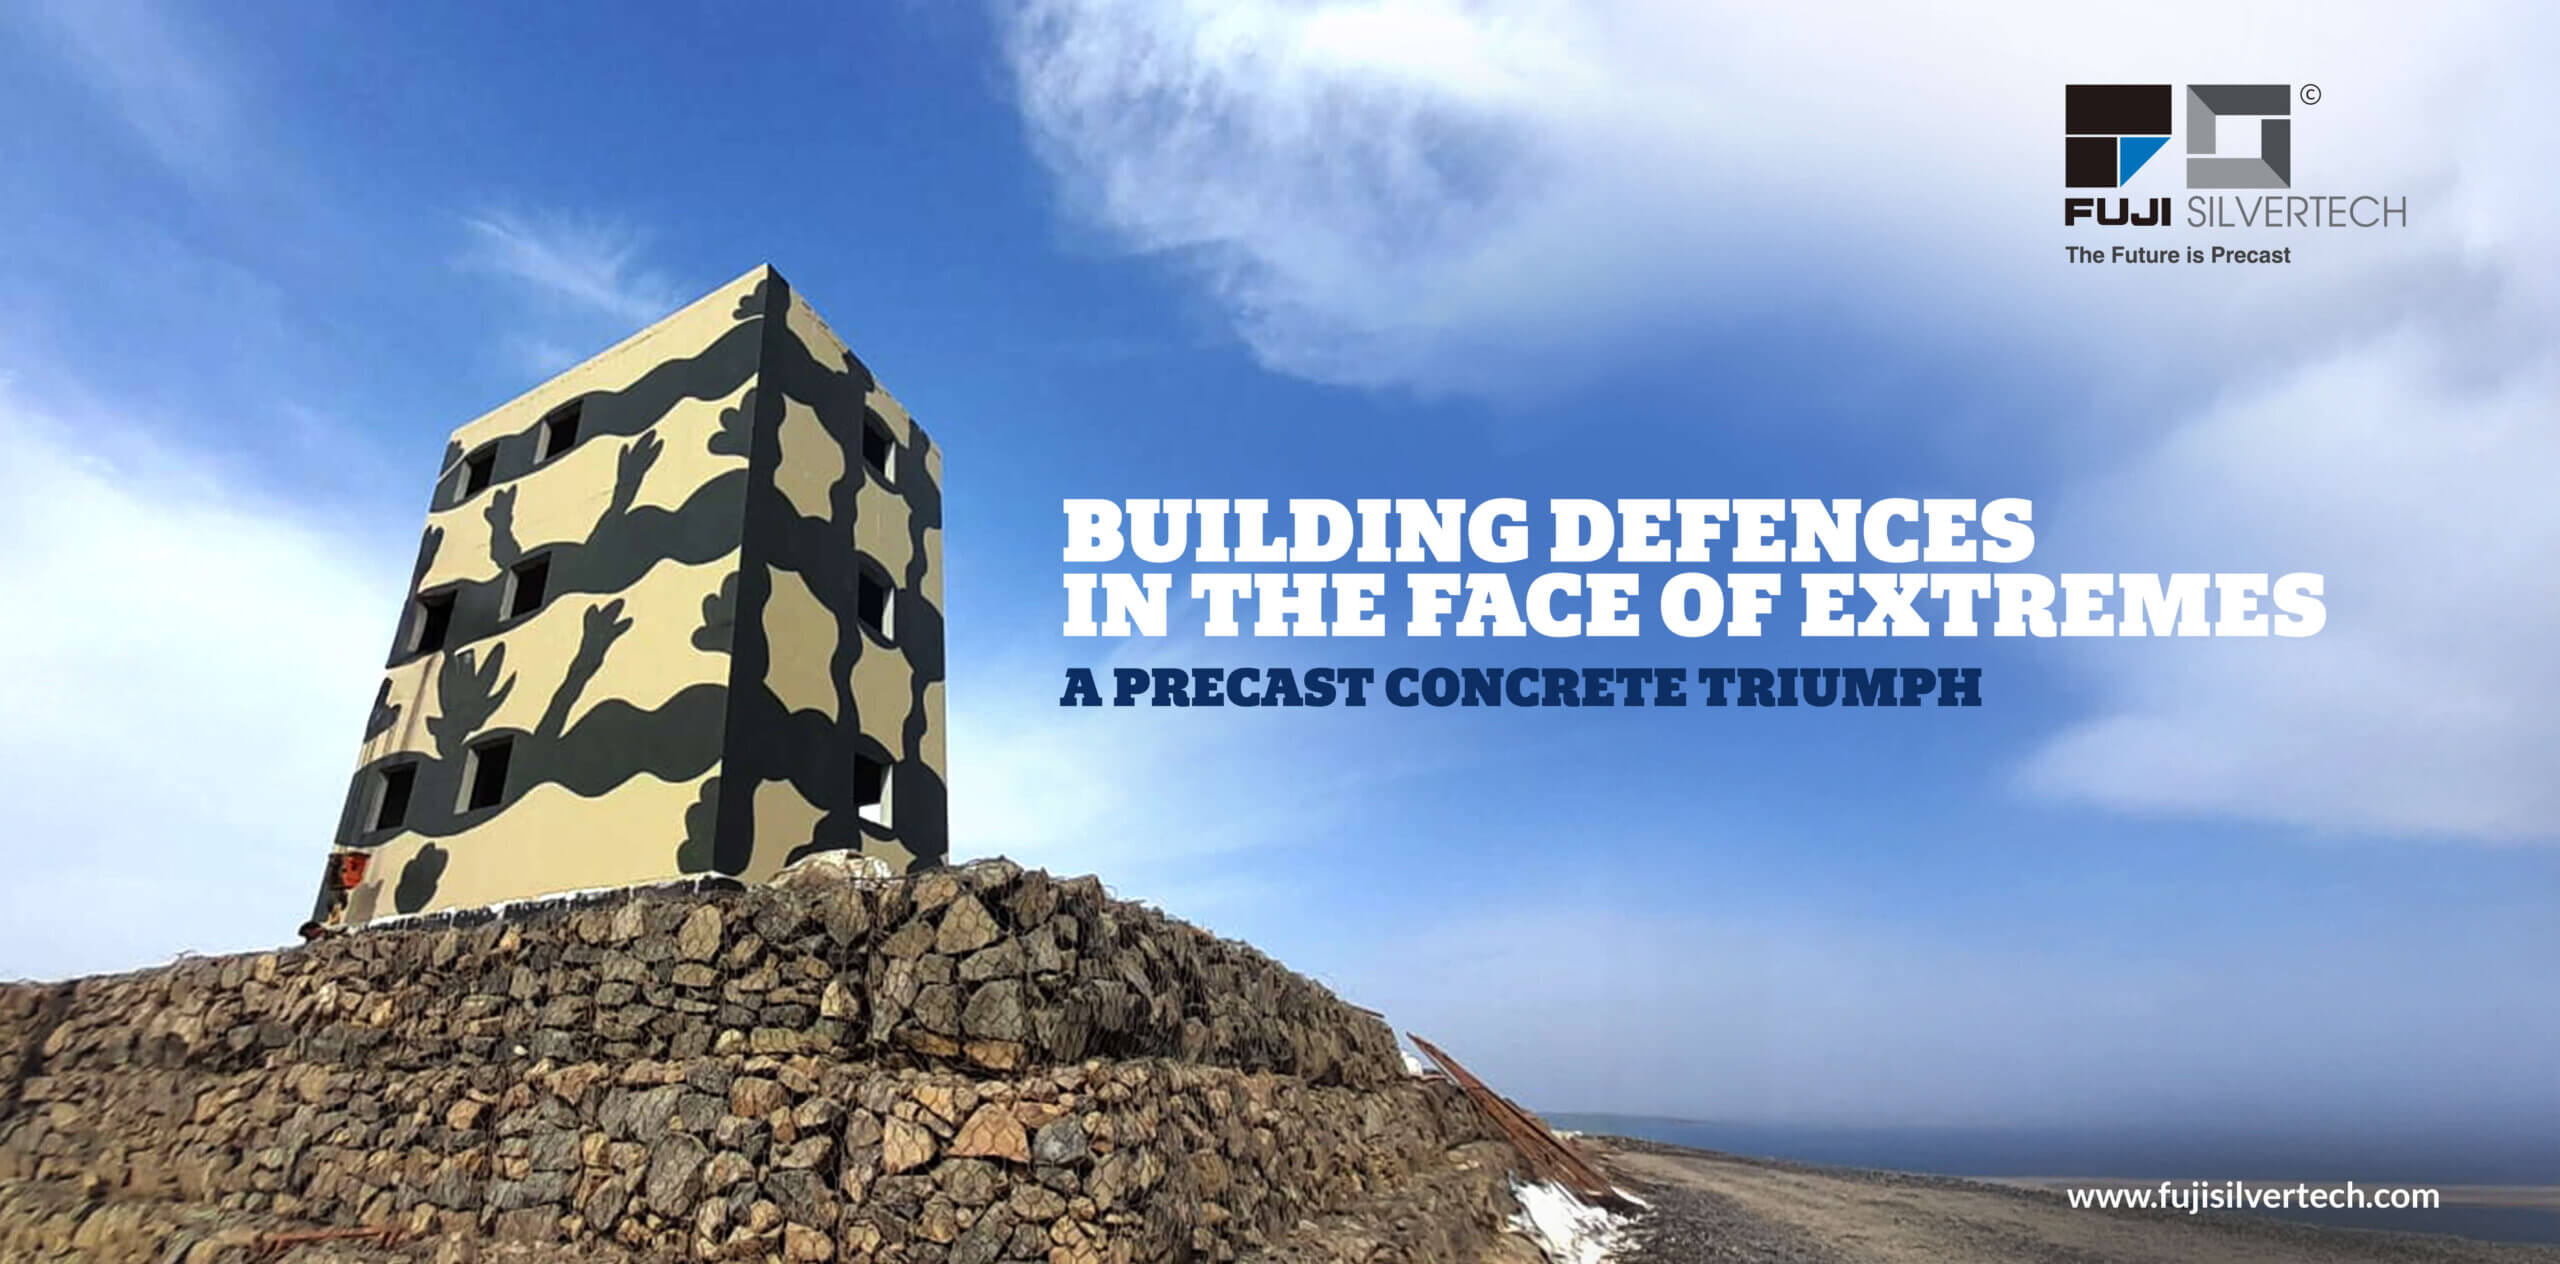 ©
FUJI SILVERTECH
The Future is Precast
BUILDING DEFENCES
IN THE FACE OF EXTREMES
A PRECAST CONCRETE TRIUMPH
www.fujisilvertech.com